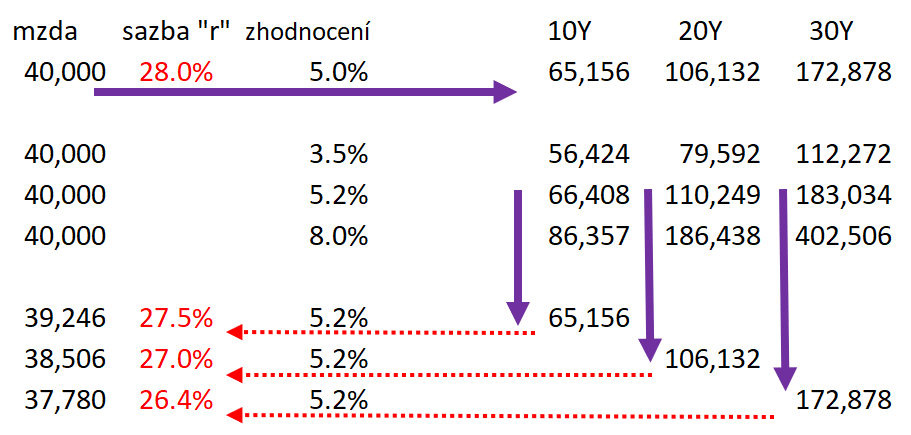 mzda sazba "r" zhodnocení 10Y 20Y 30Y
40,000 28.0% 5.0% 65,156 106,132 172,878
40,000 3.5% 56,424 79,592 112,272
40,000 5.2% 66,408 110,249 183,034
40,000 8.0% 86,357 186,438 402,506
39,246 27.5% 5.2% 65,156
38,506 27.0% 5.2% 106,132
37,780 26.4% 5.2% 172,878